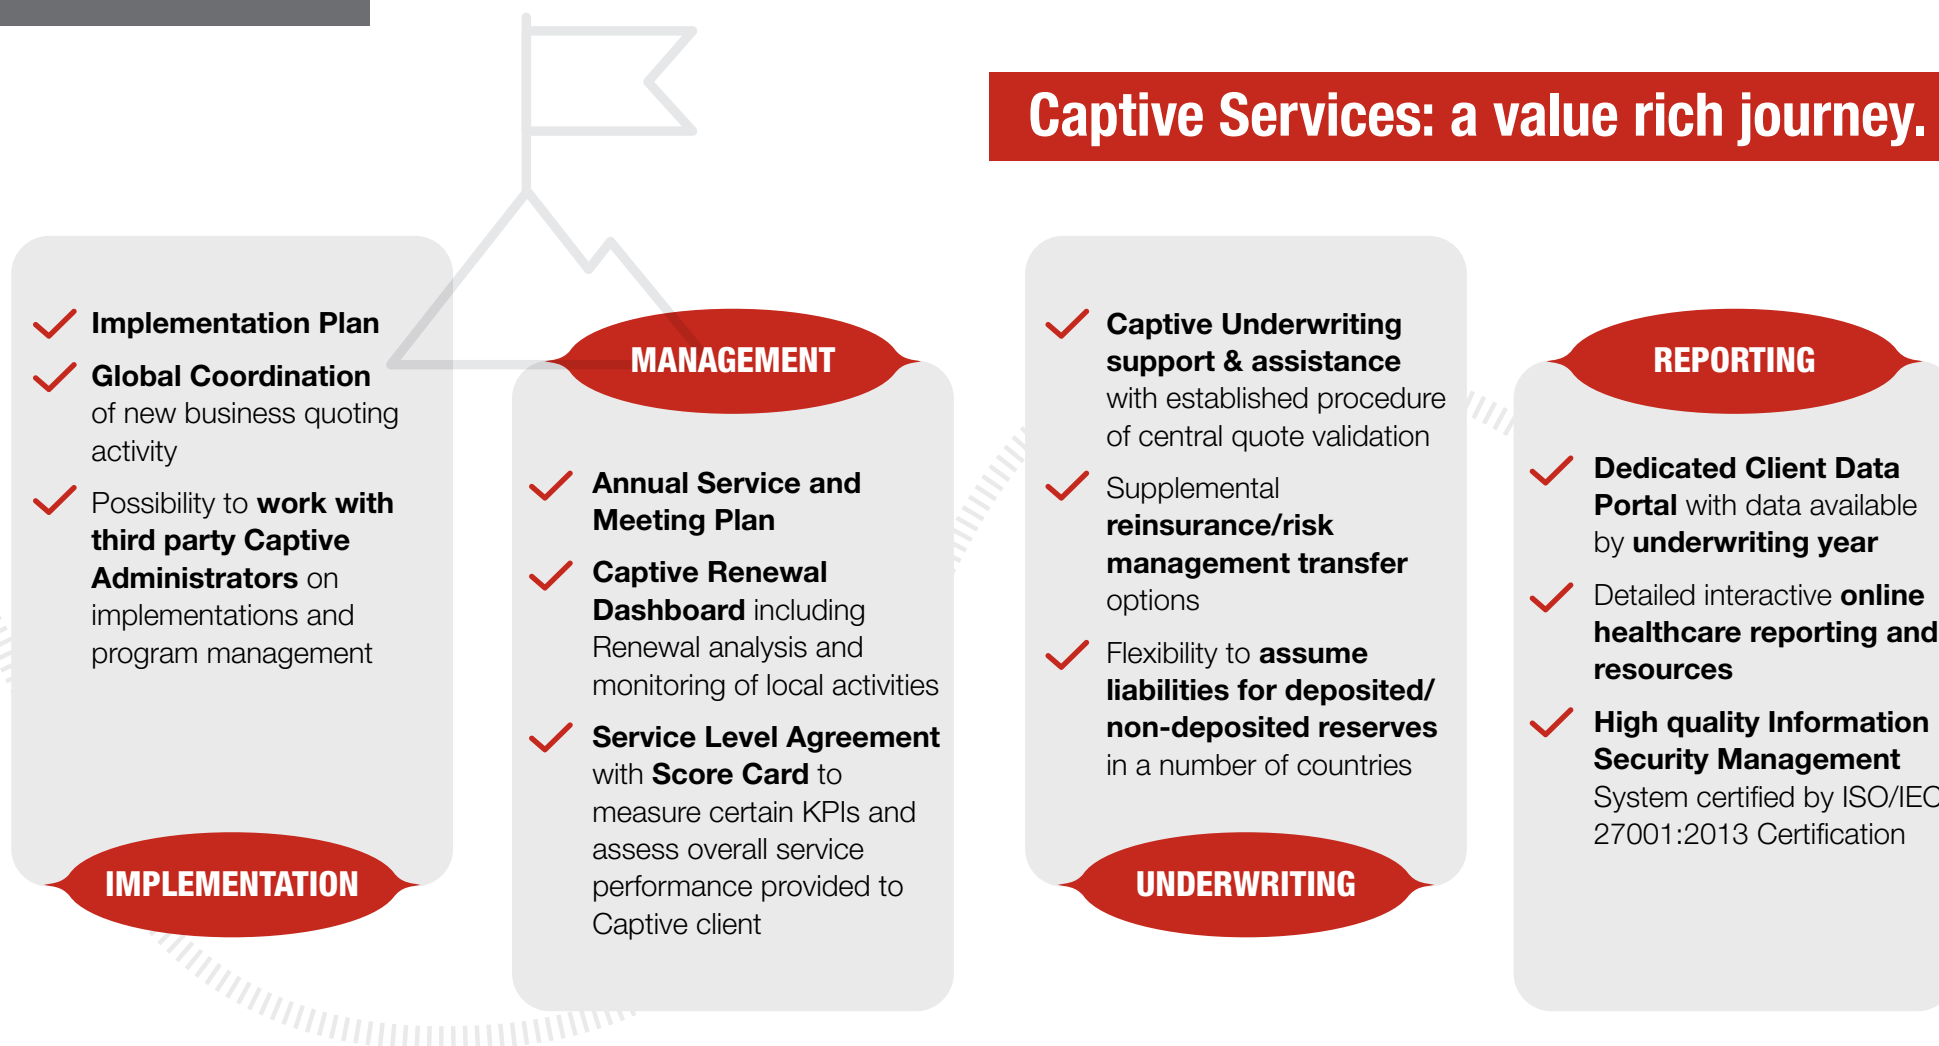 Captive Services: a value rich journey.
Implementation Plan
Global Coordination
of new business quoting
activity
Possibility to work with
third party Captive
Administrators on
implementations and
program management
IMPLEMENTATION
MANAGEMENT
Annual Service and
Meeting Plan
Captive Renewal
Dashboard including
Renewal analysis and
monitoring of local activities
Service Level Agreement
with Score Card to
measure certain KPIs and
assess overall service
performance provided to
Captive client
Captive Underwriting
support & assistance
with established procedure
of central quote validation
Supplemental
reinsurance/risk
management transfer
options
Flexibility to assume
liabilities for deposited/
non-deposited reserves
in a number of countries
UNDERWRITING
REPORTING
Dedicated Client Data
Portal with data available
by underwriting year
Detailed interactive online
healthcare reporting and
resources
High quality Information
Security Management
System certified by ISO/IEC
27001:2013 Certification